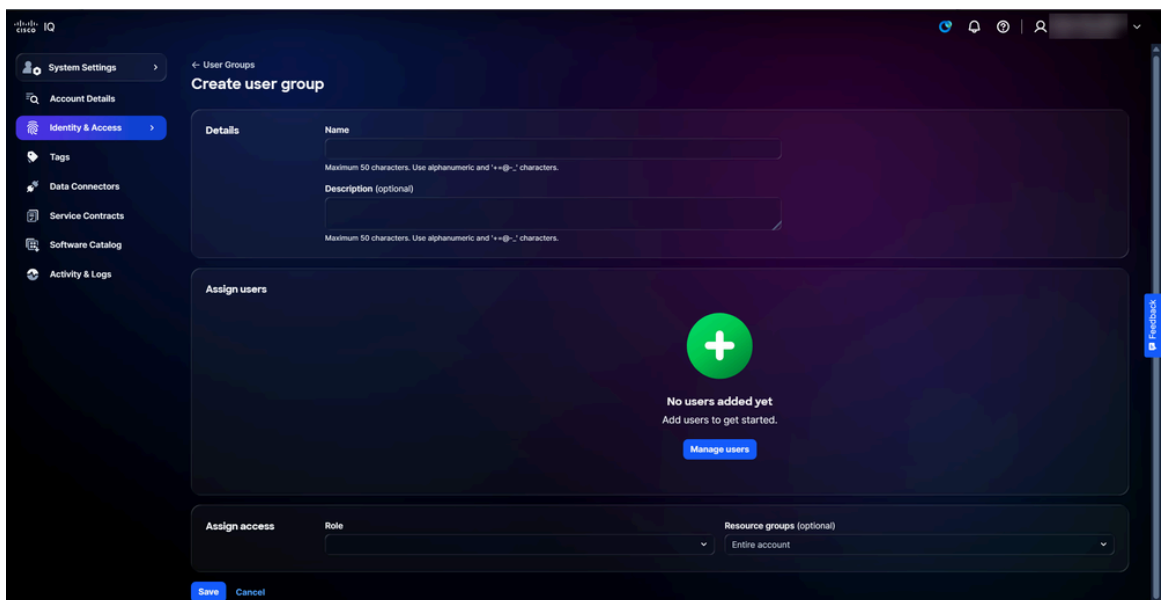 cisco IQ
System Settings
Account Details
Identity & Access
Tags
Data Connectors
Service Contracts
Software Catalog
Activity & Logs
← User Groups
Create user group
Details
Name
Maximum 50 characters. Use alphanumeric and '+=@-_' characters.
Description (optional)
Maximum 50 characters. Use alphanumeric and '+=@-_' characters.
Assign users
No users added yet
Add users to get started.
Manage users
Assign access
Role
Resource groups (optional)
Entire account
Save Cancel
Feedback